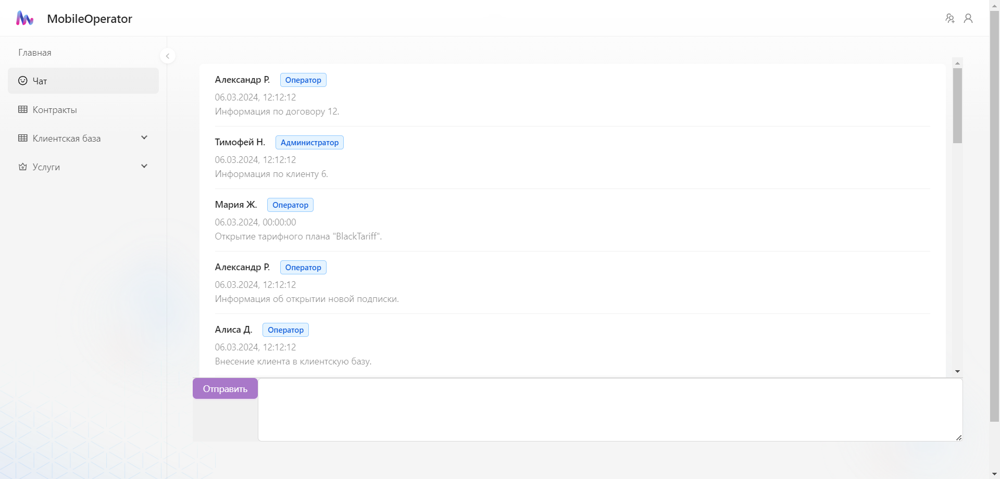 MobileOperator
Главная
Чат
Контракты
Клиентская база
Услуги
Александр Р. Оператор
06.03.2024, 12:12:12
Информация по договору 12.
Тимофей Н. Администратор
06.03.2024, 12:12:12
Информация по клиенту 6.
Мария Ж. Оператор
06.03.2024, 00:00:00
Открытие тарифного плана "BlackTariff".
Александр Р. Оператор
06.03.2024, 12:12:12
Информация об открытии новой подписки.
Алиса Д. Оператор
06.03.2024, 12:12:12
Внесение клиента в клиентскую базу.
Отправить